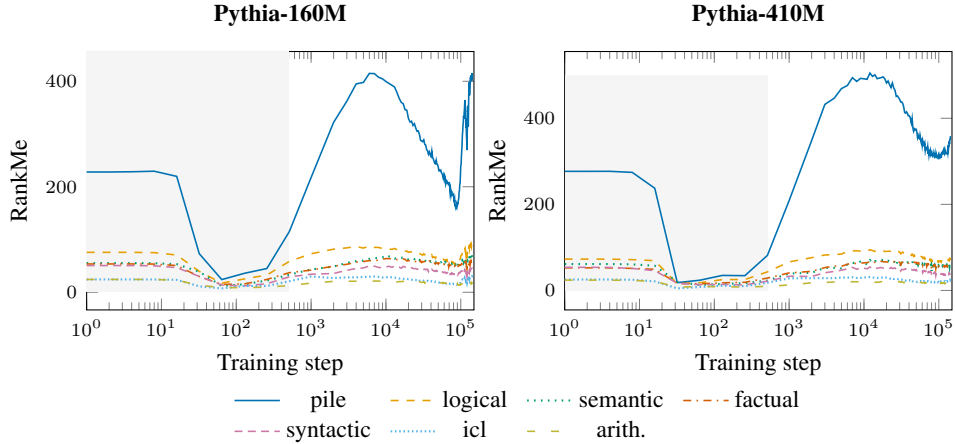 Pythia-160M Pythia-410M
400
200
0
RankMe
10^0 10^1 10^2 10^3 10^4 10^5
Training step
400
200
0
RankMe
10^0 10^1 10^2 10^3 10^4 10^5
Training step
pile logical semantic factual
syntactic icl arith.